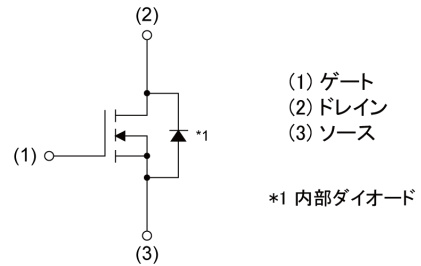 (2)
*1
(1)
(3)
(1) ゲート
(2) ドレイン
(3) ソース
*1 内部ダイオード